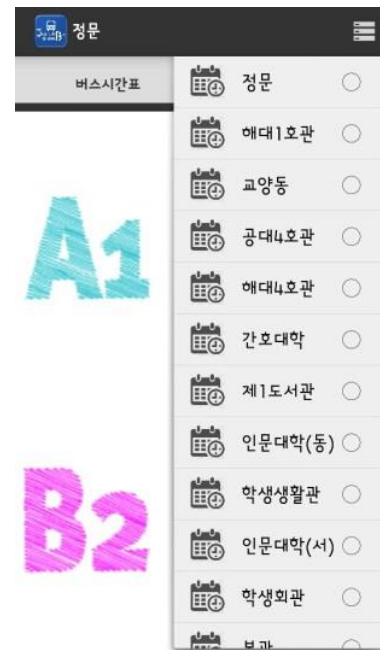 정문
버스시간표
A1
B2
정문
해대1호관
교양동
공대4호관
해대4호관
간호대학
제1도서관
인문대학(동)
학생생활관
인문대학(서)
학생회관
본관